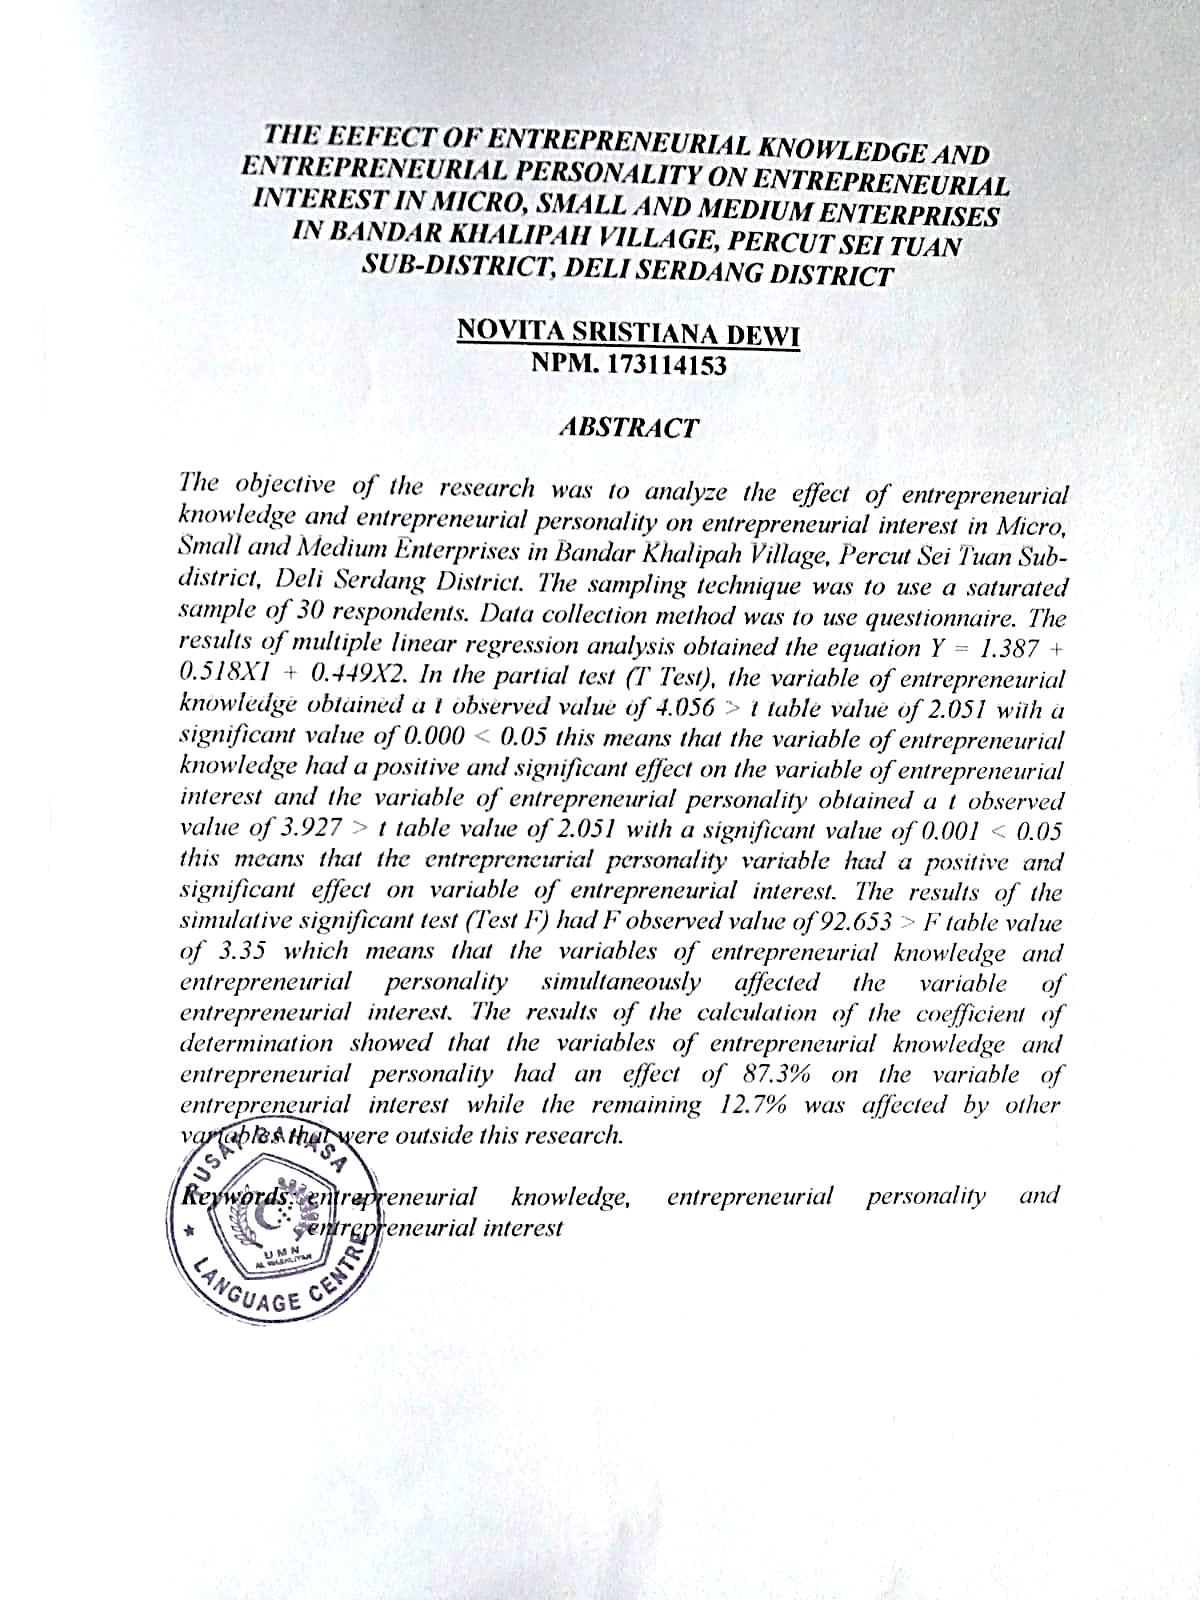 THE EEFECT OF ENTREPRENEURIAL KNOWLEDGE AND
ENTREPRENEURIAL PERSONALITY ON ENTREPRENEURIAL
INTEREST IN MICRO, SMALL AND MEDIUM ENTERPRISES
IN BANDAR KHALIPAH VILLAGE, PERCUT SEI TUAN
SUB-DISTRICT, DELI SERDANG DISTRICT
NOVITA SRISTIANA DEWI
NPM. 173114153
ABSTRACT
The objective of the research was to analyze the effect of entrepreneurial
knowledge and entrepreneurial personality on entrepreneurial interest in Micro,
Small and Medium Enterprises in Bandar Khalipah Village, Percut Sei Tuan Sub-
district, Deli Serdang District. The sampling technique was to use a saturated
sample of 30 respondents. Data collection method was to use questionnaire. The
results of multiple linear regression analysis obtained the equation Y = 1.387 +
0.518X1 + 0.449X2. In the partial test (T Test), the variable of entrepreneurial
knowledge obtained a t observed value of 4.056 > t table value of 2.051 with a
significant value of 0.000 < 0.05 this means that the variable of entrepreneurial
knowledge had a positive and significant effect on the variable of entrepreneurial
interest and the variable of entrepreneurial personality obtained a t observed
value of 3.927 > t table value of 2.051 with a significant value of 0.001 < 0.05
this means that the entrepreneurial personality variable had a positive and
significant effect on variable of entrepreneurial interest. The results of the
simulative significant test (Test F) had F observed value of 92.653 > F table value
of 3.35 which means that the variables of entrepreneurial knowledge and
entrepreneurial personality simultaneously affected the variable of
entrepreneurial interest. The results of the calculation of the coefficient of
determination showed that the variables of entrepreneurial knowledge and
entrepreneurial personality had an effect of 87.3% on the variable of
entrepreneurial interest while the remaining 12.7% was affected by other
variables that were outside this research.
Keywords: entrepreneurial knowledge, entrepreneurial personality and
entrepreneurial interest
PUSAT BAHASA
UMN
AL WASHLIYAH
LANGUAGE CENTRE